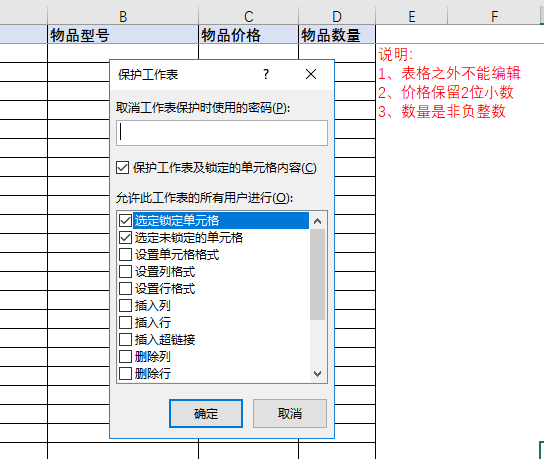 B C D E F
物品型号 物品价格 物品数量
说明:
1、表格之外不能编辑
2、价格保留2位小数
3、数量是非负整数
保护工作表 ?
取消工作表保护时使用的密码(P):
保护工作表及锁定的单元格内容(C)
允许此工作表的所有用户进行(O):
选定锁定单元格
选定未锁定的单元格
设置单元格格式
设置列格式
设置行格式
插入列
插入行
插入超链接
删除列
删除行
确定 取消